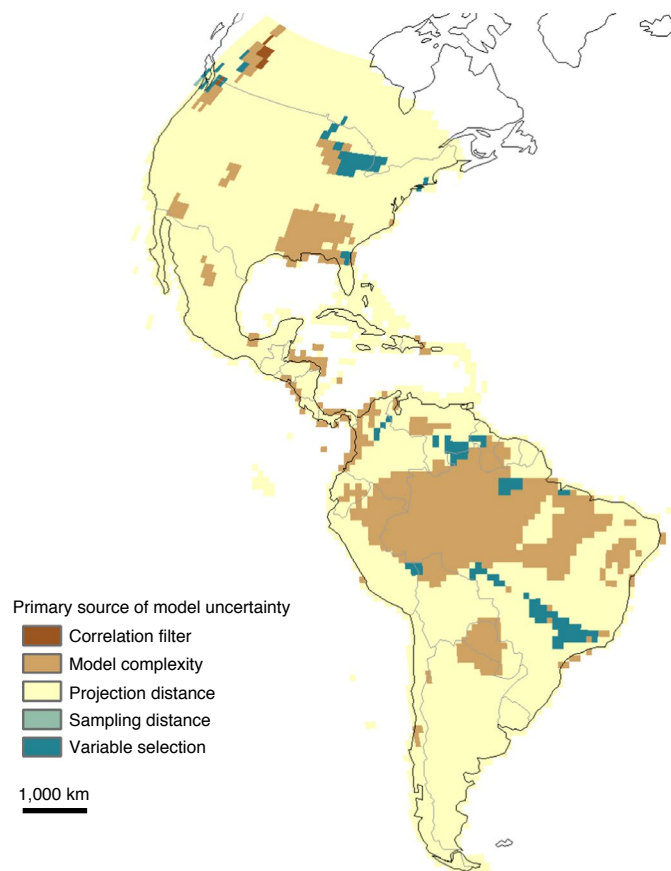 Primary source of model uncertainty
Correlation filter
Model complexity
Projection distance
Sampling distance
Variable selection
1,000 km